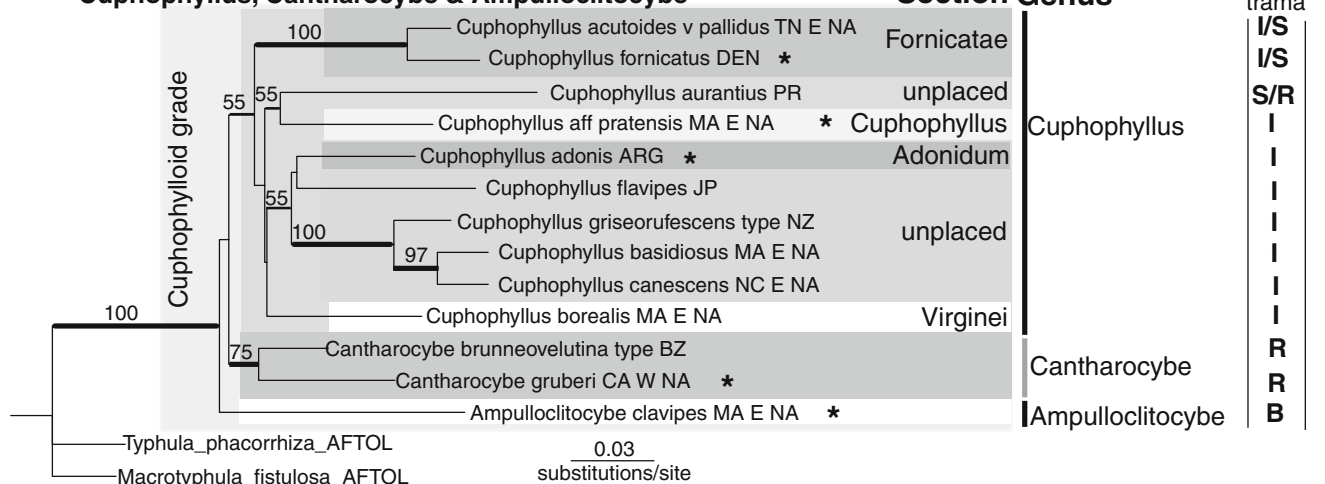 Cuphophyllus, Cantharocybe & Ampulloclitocybe Section Genus trama
100 Cuphophyllus acutoides v pallidus TN E NA Fornicatae I/S
Cuphophyllus fornicatus DEN * I/S
Cuphophylloid grade
55 55 Cuphophyllus aurantius PR unplaced S/R
Cuphophyllus aff pratensis MA E NA * Cuphophyllus Cuphophyllus I
Cuphophyllus adonis ARG * Adonidum I
Cuphophyllus flavipes JP I
55
Cuphophyllus griseorufescens type NZ unplaced I
100
97 Cuphophyllus basidiosus MA E NA I
Cuphophyllus canescens NC E NA I
100 Cuphophyllus borealis MA E NA Virginei I
75 Cantharocybe brunneovelutina type BZ Cantharocybe R
Cantharocybe gruberi CA W NA * R
Ampulloclitocybe clavipes MA E NA * Ampulloclitocybe B
Typhula_phacorrhiza_AFTOL
0.03
substitutions/site
Macrotyphula_fistulosa_AFTOL